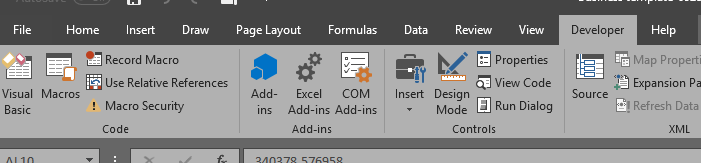 File Home Insert Draw Page Layout Formulas Data Review View Developer Help
Visual Basic
Macros
Record Macro
Use Relative References
Macro Security
Code
Add-ins
Excel Add-ins
COM Add-ins
Add-ins
Insert
Design Mode
Properties
View Code
Run Dialog
Controls
Source
Map Properti
Expansion Pa
Refresh Data
XML
AL10 fx 340378.576958